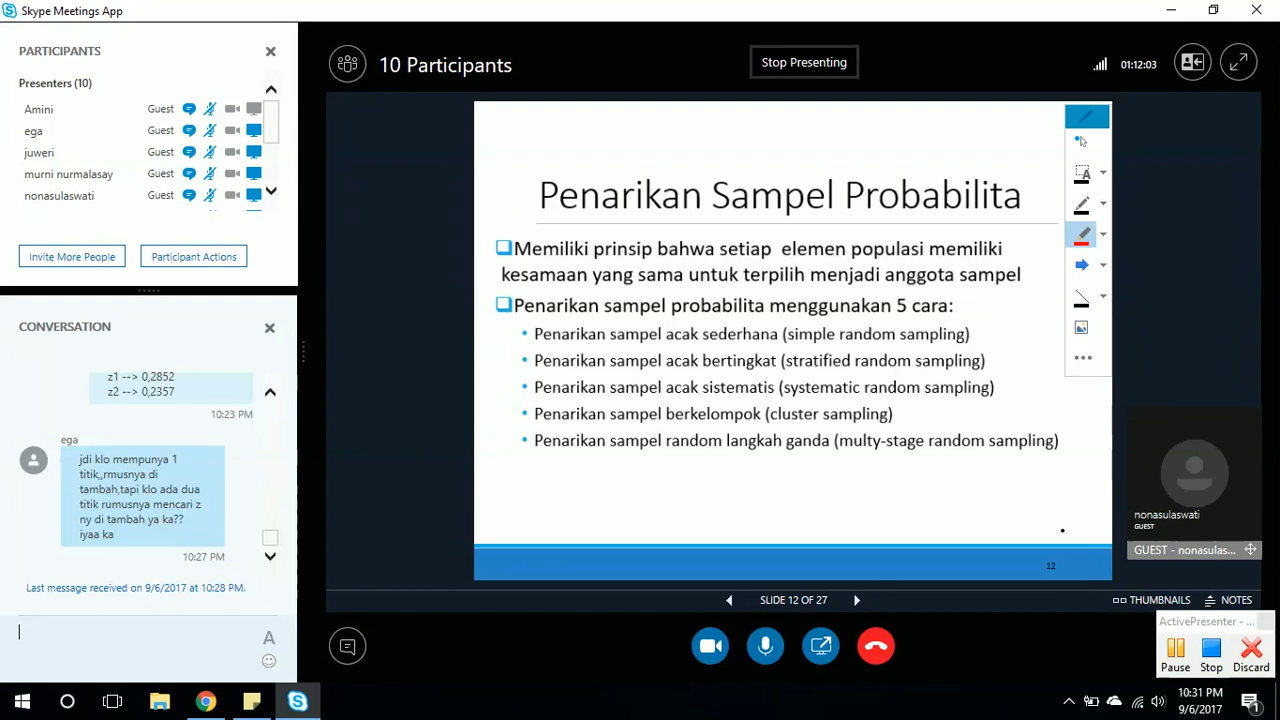 Skype Meetings App
PARTICIPANTS
Presenters (10)
Amini Guest
ega Guest
juweri Guest
murni nurmalasay Guest
nonasulaswati Guest
Invite More People Participant Actions
CONVERSATION
z1 --> 0,2852
z2 --> 0,2357
10:23 PM
ega
jdi klo mempunya 1
titik,,rmusnya di
tambah,tapi klo ada dua
titik rumusnya mencari z
ny di tambah ya ka??
iyaa ka
10:27 PM
Last message received on 9/6/2017 at 10:28 PM.
A
10 Participants
Stop Presenting
01:12:03
Penarikan Sampel Probabilita
Memiliki prinsip bahwa setiap elemen populasi memiliki
kesamaan yang sama untuk terpilih menjadi anggota sampel
Penarikan sampel probabilita menggunakan 5 cara:
• Penarikan sampel acak sederhana (simple random sampling)
• Penarikan sampel acak bertingkat (stratified random sampling)
• Penarikan sampel acak sistematis (systematic random sampling)
• Penarikan sampel berkelompok (cluster sampling)
• Penarikan sampel random langkah ganda (multy-stage random sampling)
12
A
nonasulaswati
GUEST
GUEST - nonasulas...
SLIDE 12 OF 27
THUMBNAILS NOTES
ActivePresenter - ...
Pause Stop Discard
10:31 PM
9/6/2017
1